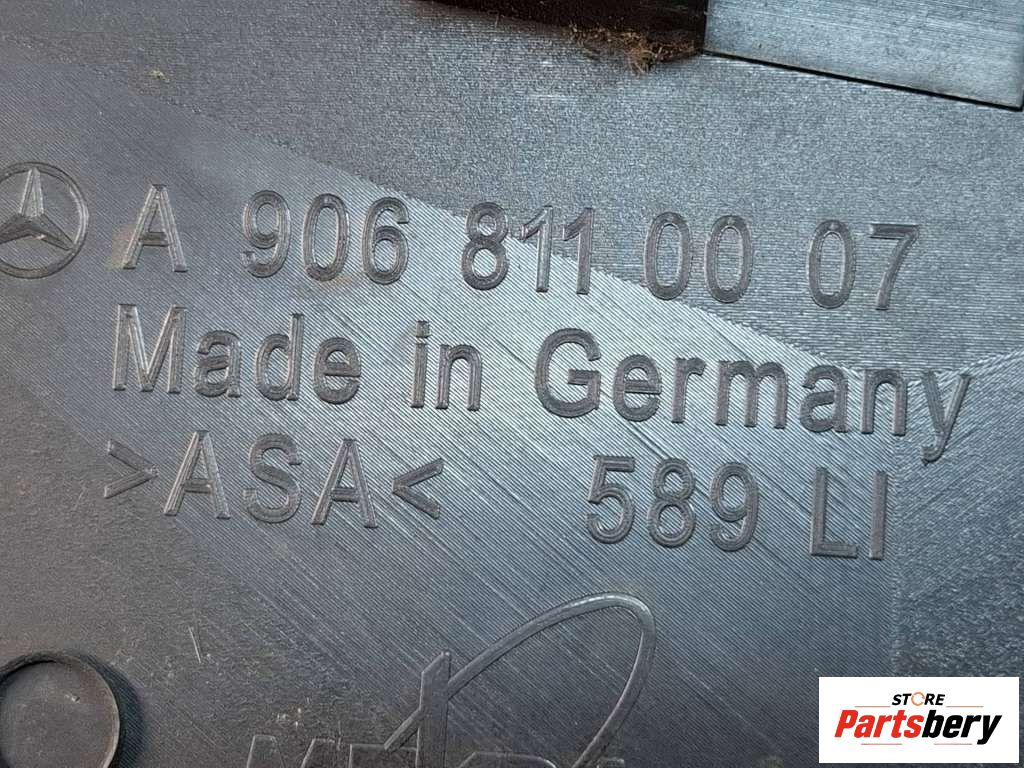 A 906 811 00 07
Made in Germany
>ASA< 589 LI
STORE
Partsbery